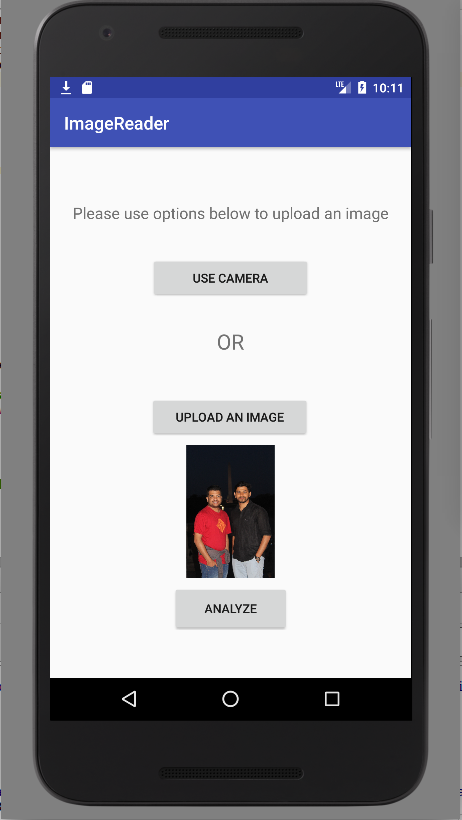 LTE 10:11
ImageReader
Please use options below to upload an image
USE CAMERA
OR
UPLOAD AN IMAGE
ANALYZE